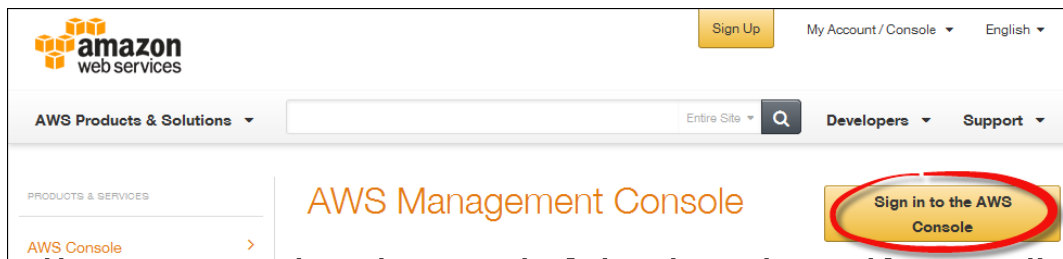 Sign Up
My Account / Console
English
amazon
web services
AWS Products & Solutions
Entire Site
Developers
Support
PRODUCTS & SERVICES
AWS Management Console
Sign in to the AWS
Console
AWS Console